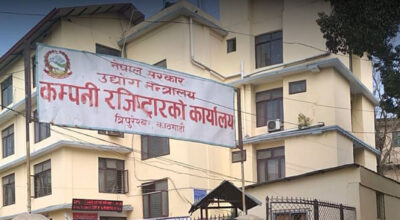 नेपाल सरकार
उद्योग मन्त्रालय
कम्पनी रजिष्ट्रारको कार्यालय
त्रिपुरेश्वर, काठमाडौं